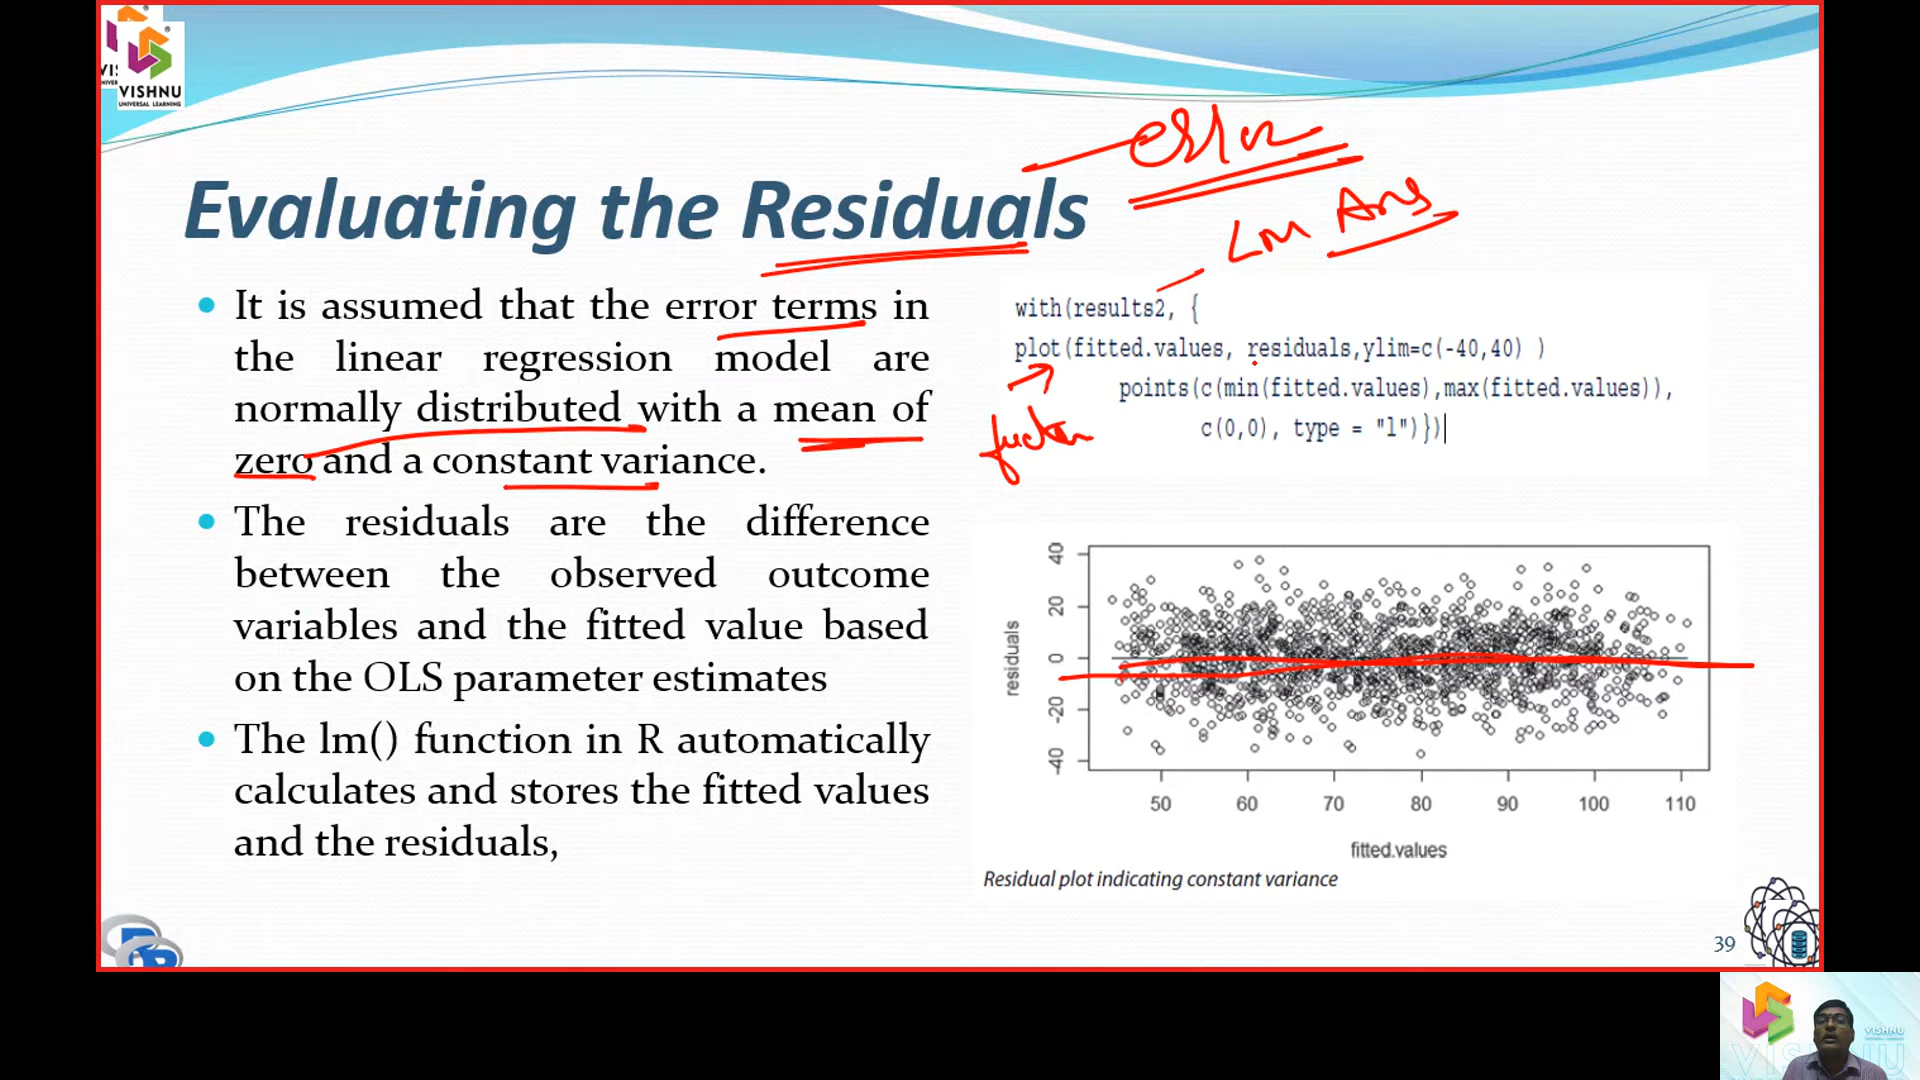 VISHNU
UNIVERSAL LEARNING
error
Lm Ans
Evaluating the Residuals
• It is assumed that the error terms in
the linear regression model are
normally distributed with a mean of
zero and a constant variance.
• The residuals are the difference
between the observed outcome
variables and the fitted value based
on the OLS parameter estimates
• The lm() function in R automatically
calculates and stores the fitted values
and the residuals,
with(results2, {
plot(fitted.values, residuals,ylim=c(-40,40) )
points(c(min(fitted.values),max(fitted.values)),
c(0,0), type = "l")})
residuals
40
20
0
-20
-40
50 60 70 80 90 100 110
fitted.values
Residual plot indicating constant variance
39
VISHNU